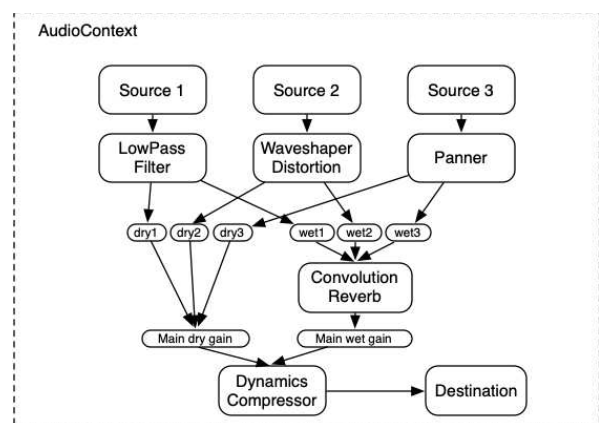 AudioContext
Source 1
Source 2
Source 3
LowPass
Filter
Waveshaper
Distortion
Panner
dry1
dry2
dry3
wet1
wet2
wet3
Convolution
Reverb
Main dry gain
Main wet gain
Dynamics
Compressor
Destination